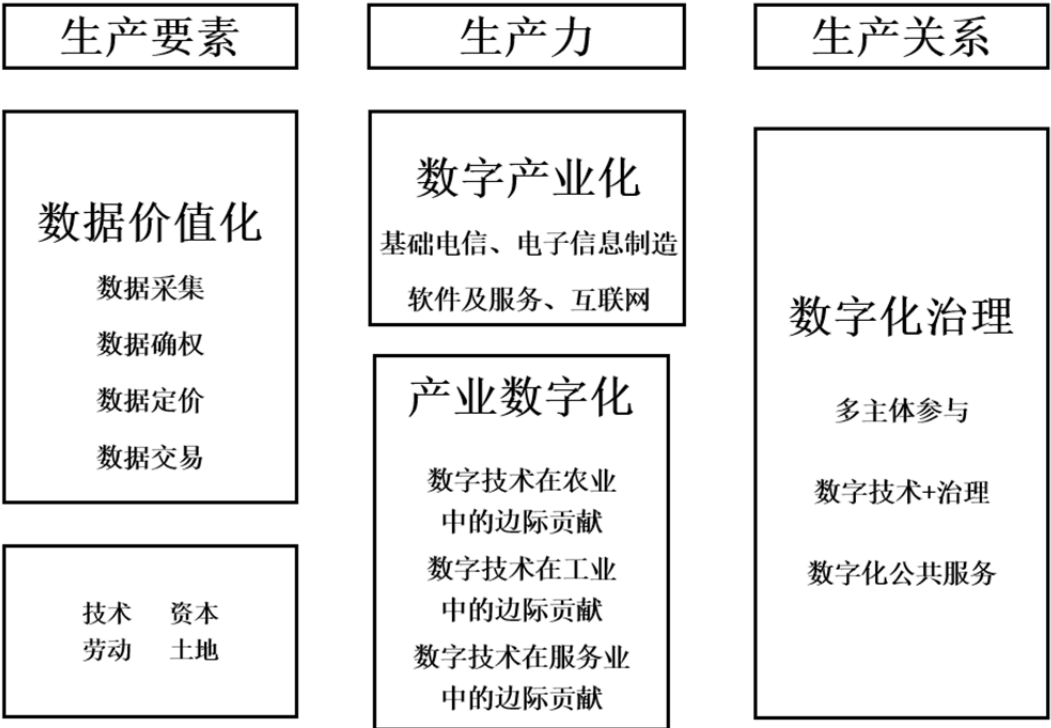 生产要素
生产力
生产关系
数据价值化
数据采集
数据确权
数据定价
数据交易
技术 资本
劳动 土地
数字产业化
基础电信、电子信息制造
软件及服务、互联网
产业数字化
数字技术在农业
中的边际贡献
数字技术在工业
中的边际贡献
数字技术在服务业
中的边际贡献
数字化治理
多主体参与
数字技术+治理
数字化公共服务